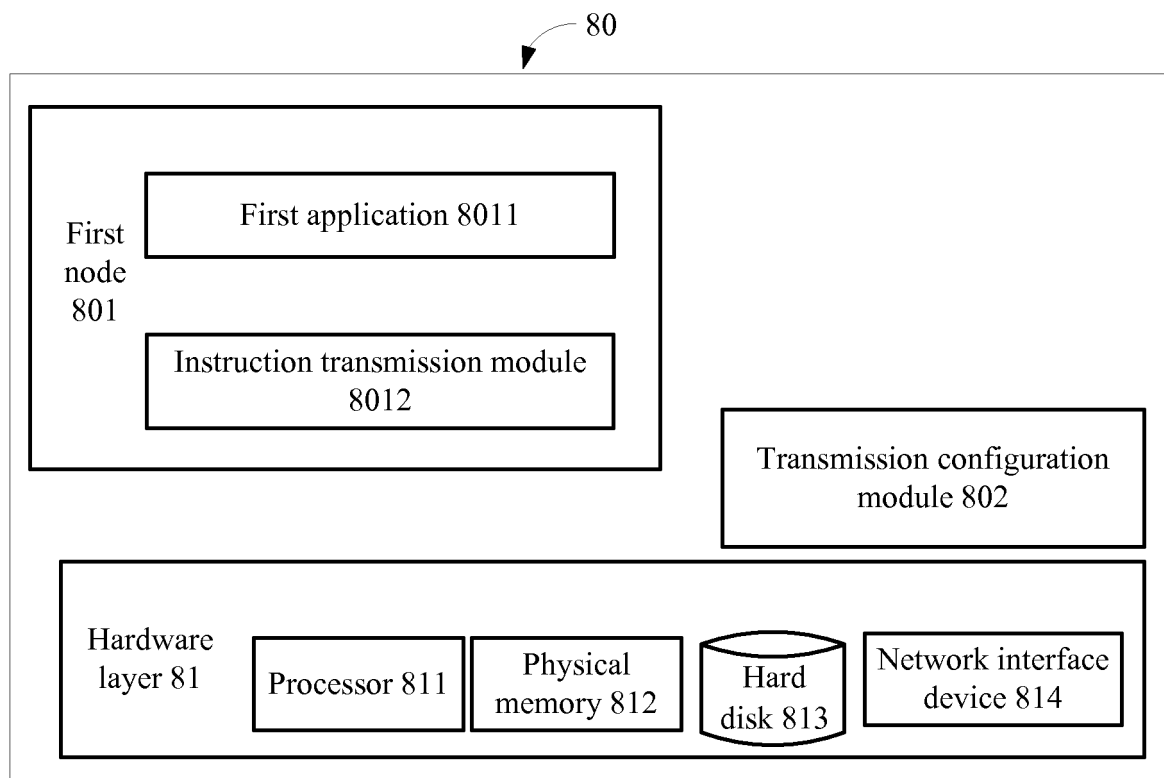 80
First application 8011
First
node
801
Instruction transmission module
8012
Transmission configuration
module 802
Hardware
layer 81
Processor 811
Physical
memory 812
Hard
disk 813
Network interface
device 814